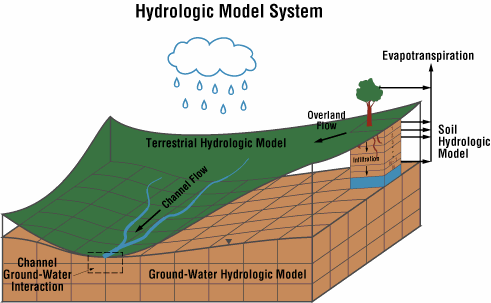 Hydrologic Model System
Evapotranspiration
Overland
Flow
Terrestrial Hydrologic Model
Soil
Hydrologic
Model
Infiltration
Channel Flow
Channel
Ground-Water
Interaction
Ground-Water Hydrologic Model